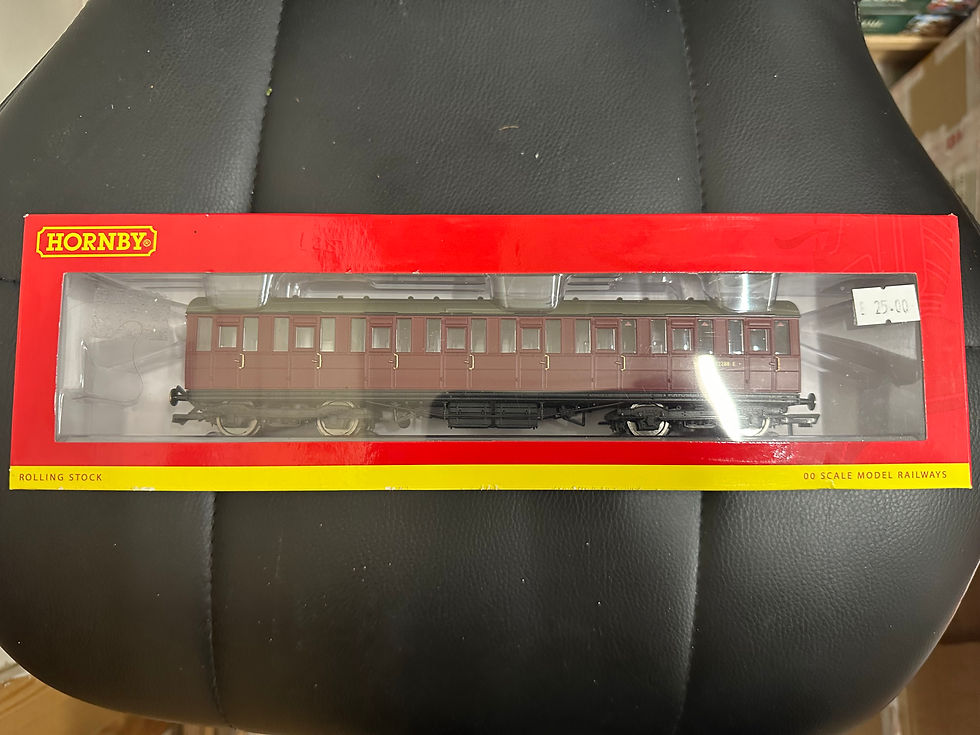 HORNBY®
£ 25.00
ROLLING STOCK
00 SCALE MODEL RAILWAYS